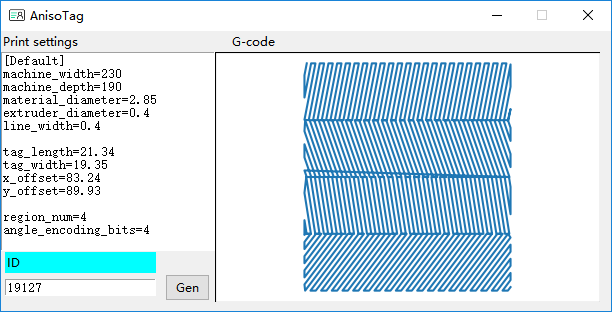 AnisoTag
Print settings
G-code
[Default]
machine_width=230
machine_depth=190
material_diameter=2.85
extruder_diameter=0.4
line_width=0.4
tag_length=21.34
tag_width=19.35
x_offset=83.24
y_offset=89.93
region_num=4
angle_encoding_bits=4
ID
19127
Gen